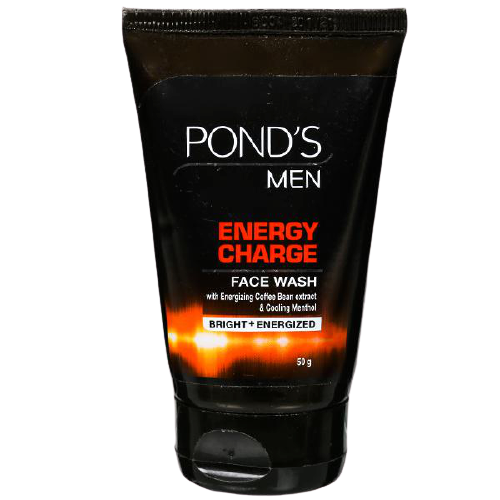 POND'S
MEN
ENERGY
CHARGE
FACE WASH
with Energizing Coffee Bean extract
& Cooling Menthol
BRIGHT + ENERGIZED
50 g